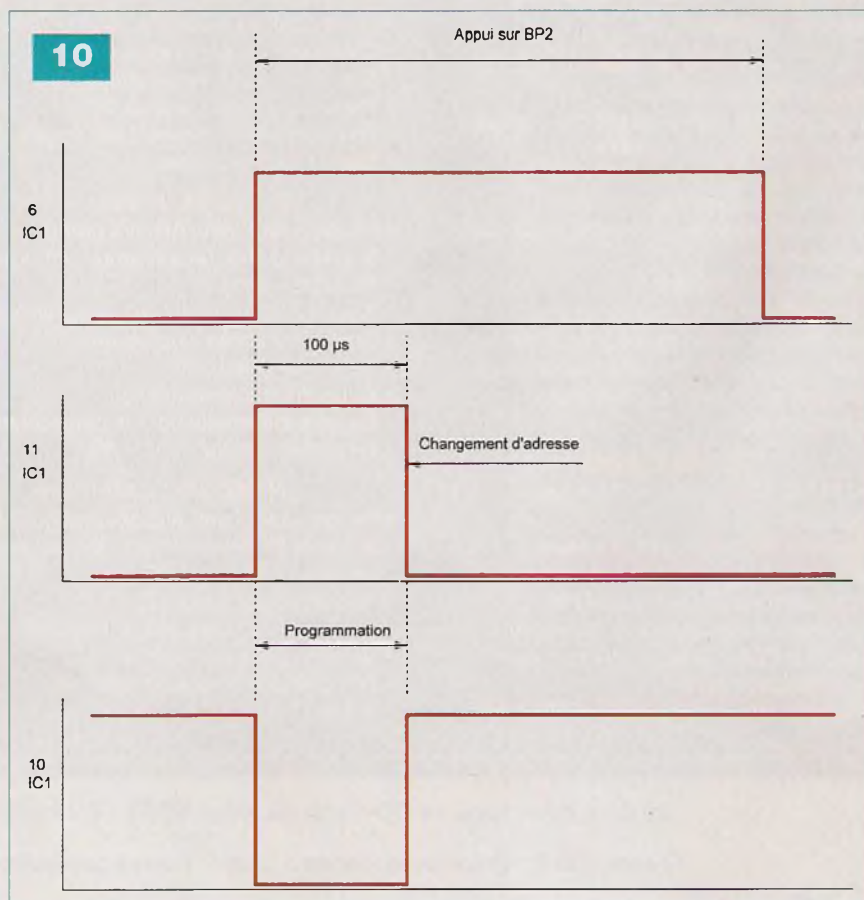 10
Appui sur BP2
6
IC1
100 µs
11
IC1
Changement d'adresse
Programmation
10
IC1